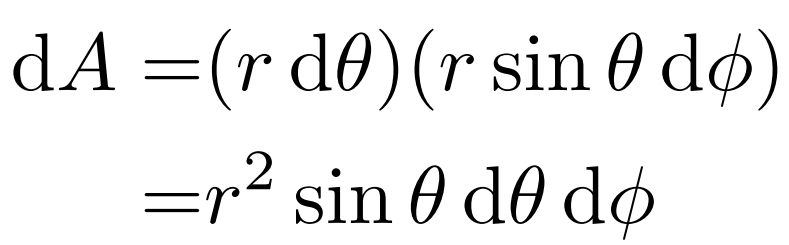 dA =(r dθ)(r sin θ dϕ)
=r² sin θ dθ dϕ